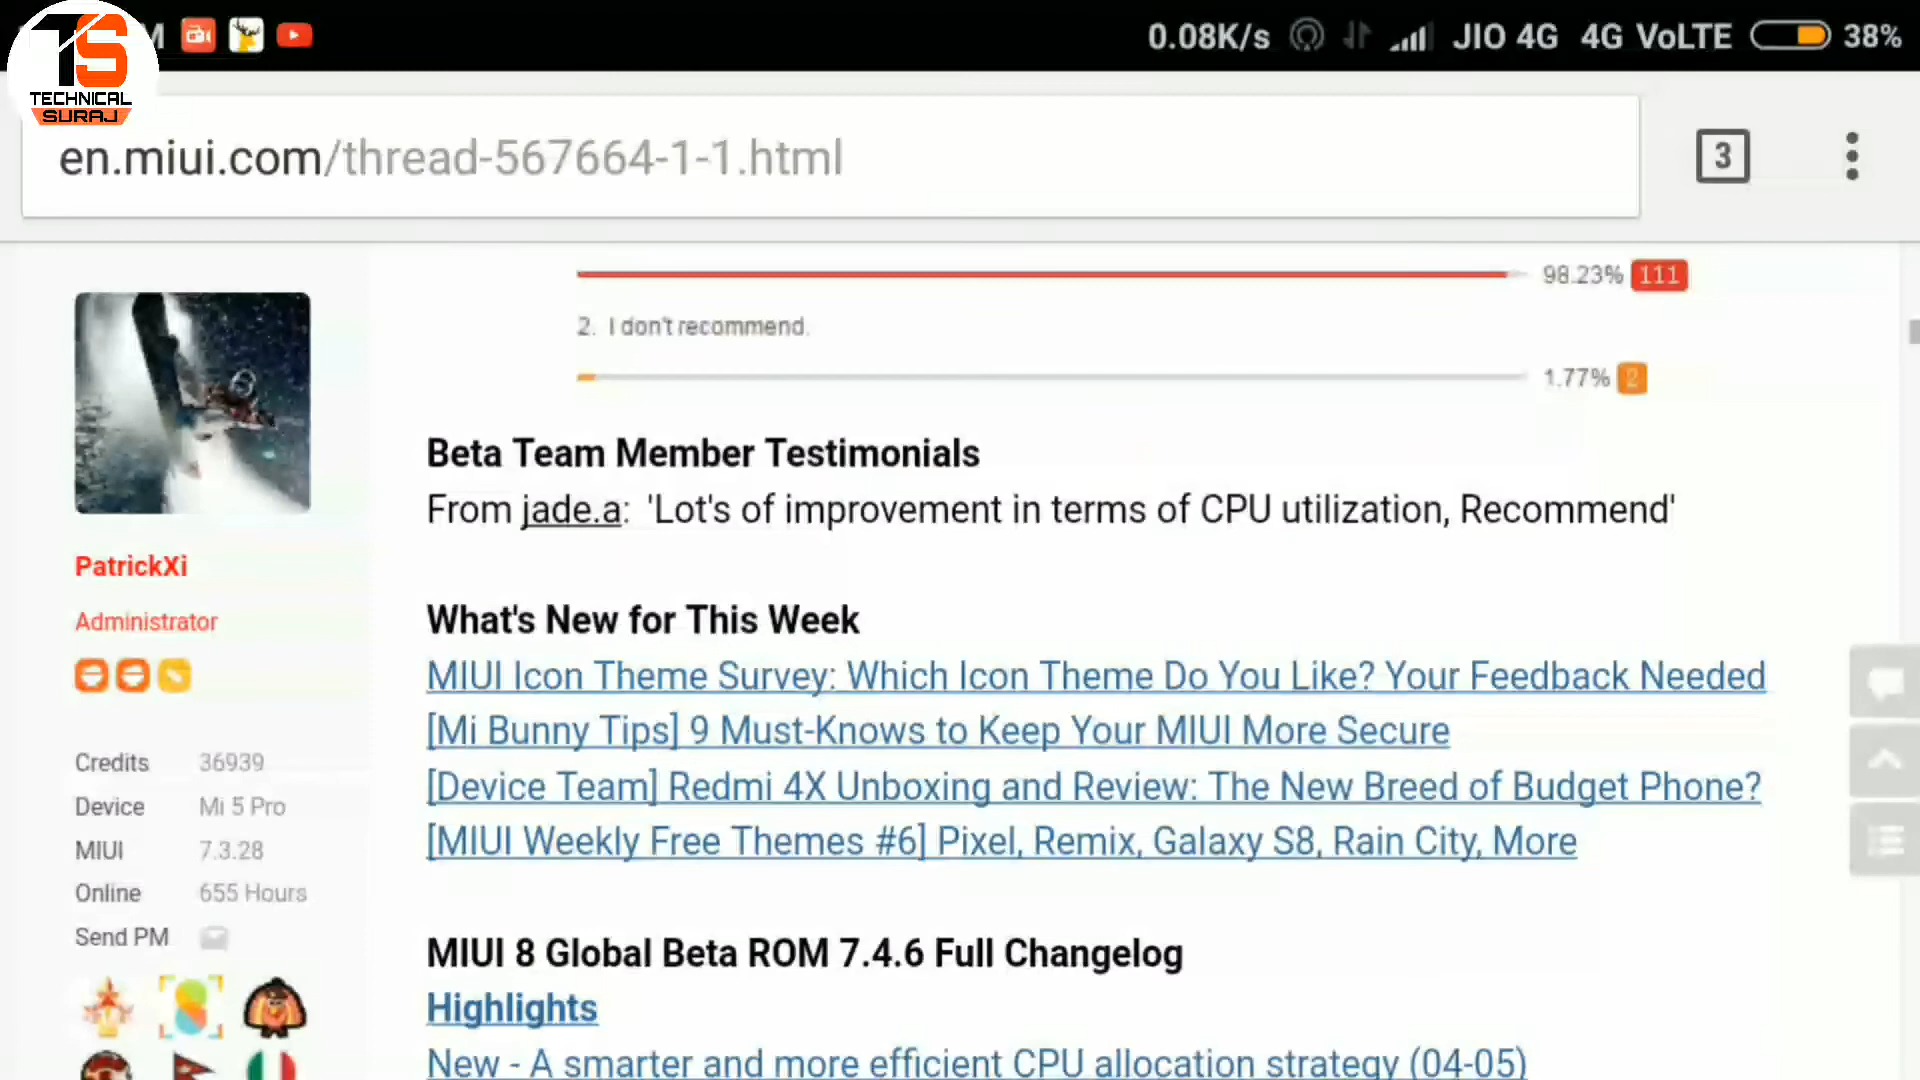 M
0.08K/s
JIO 4G
4G VoLTE
38%
TS
TECHNICAL
SURAJ
en.miui.com/thread-567664-1-1.html
3
98.23% 111
2. I don't recommend.
1.77% 2
Beta Team Member Testimonials
From jade.a: 'Lot's of improvement in terms of CPU utilization, Recommend'
PatrickXi
Administrator
What's New for This Week
MIUI Icon Theme Survey: Which Icon Theme Do You Like? Your Feedback Needed
[Mi Bunny Tips] 9 Must-Knows to Keep Your MIUI More Secure
[Device Team] Redmi 4X Unboxing and Review: The New Breed of Budget Phone?
[MIUI Weekly Free Themes #6] Pixel, Remix, Galaxy S8, Rain City, More
Credits 36939
Device Mi 5 Pro
MIUI 7.3.28
Online 655 Hours
Send PM
MIUI 8 Global Beta ROM 7.4.6 Full Changelog
Highlights
New - A smarter and more efficient CPU allocation strategy (04-05)